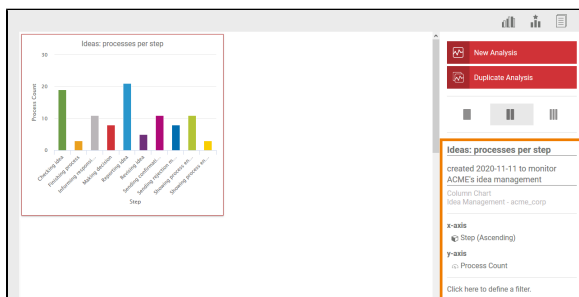 Ideas: processes per step
30
20
10
0
Process Count
Checking idea
Finishing process
Informing responsi...
Making decision
Reporting idea
Revising idea
Sending confirmati...
Sending rejection m...
Showing process en...
Showing process en...
Step
New Analysis
Duplicate Analysis
Ideas: processes per step
created 2020-11-11 to monitor
ACME's idea management
Column Chart
Idea Management - acme_corp
x-axis
Step (Ascending)
y-axis
Process Count
Click here to define a filter.